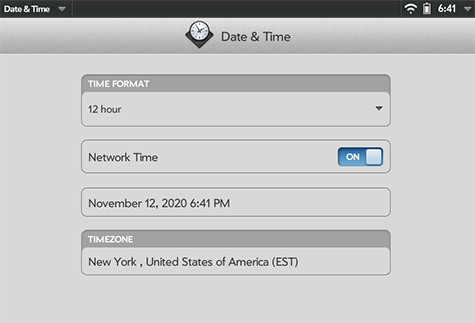 Date & Time
6:41
Date & Time
TIME FORMAT
12 hour
Network Time
ON
November 12, 2020 6:41 PM
TIMEZONE
New York , United States of America (EST)